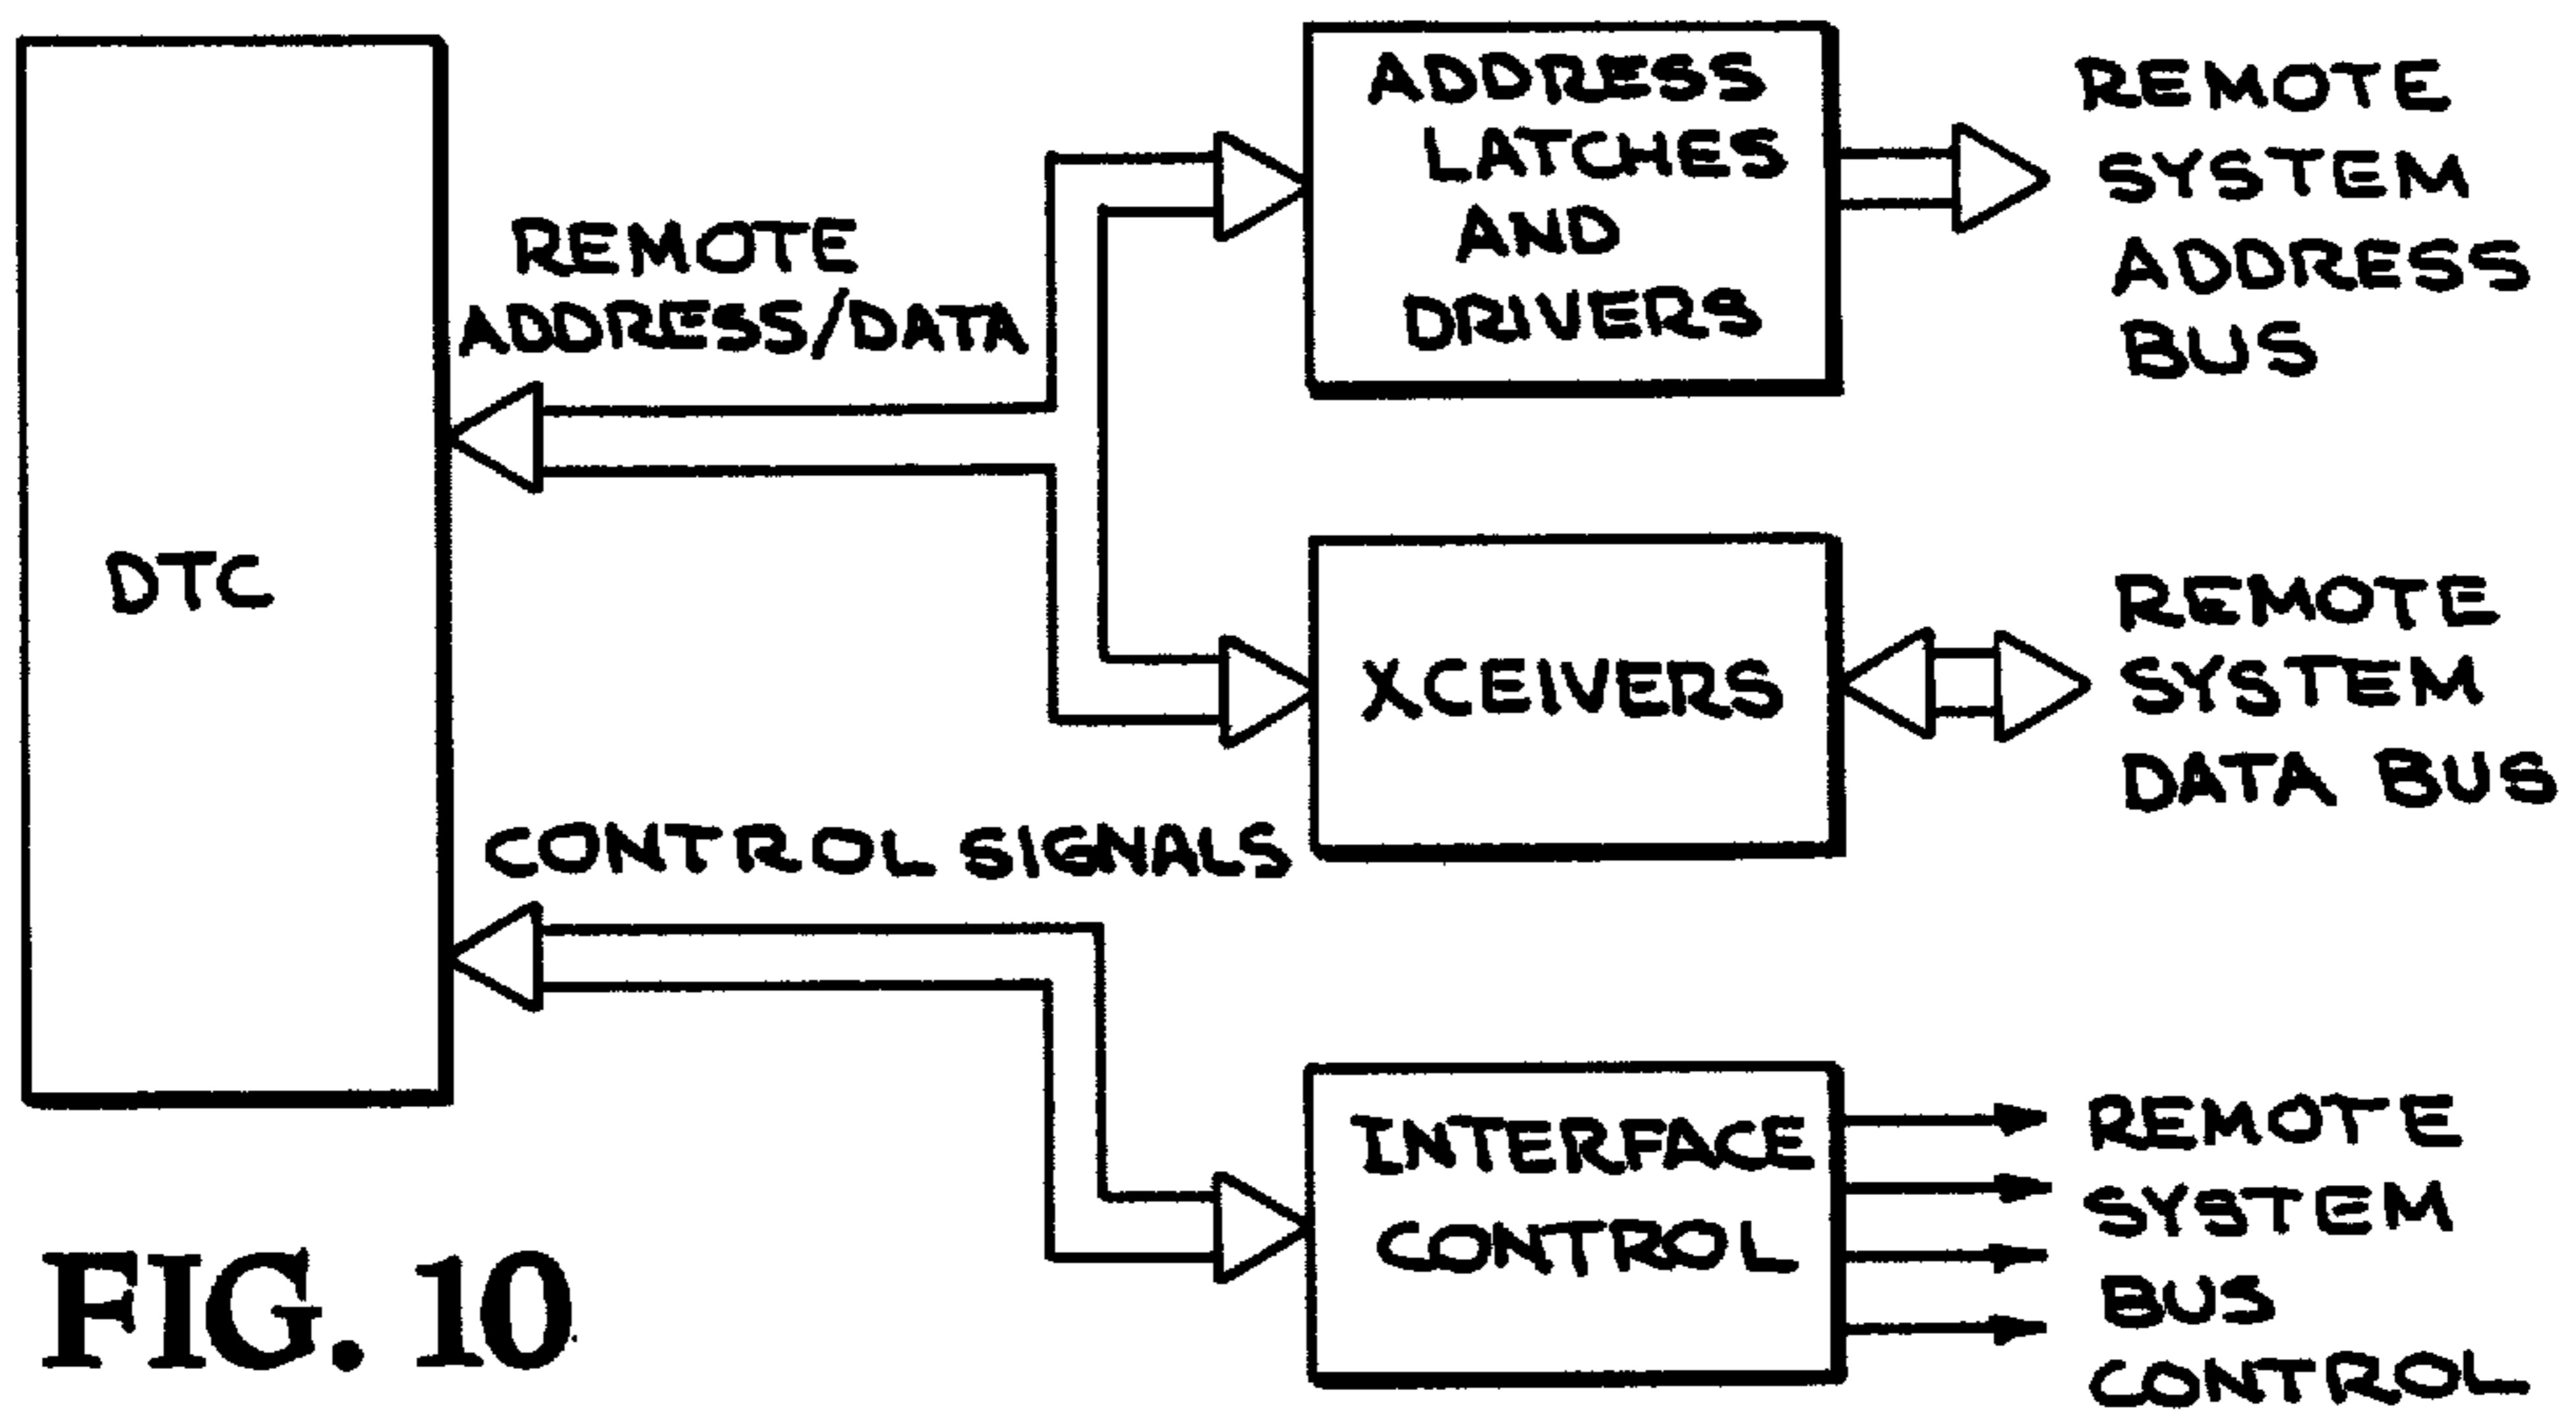 DTC
REMOTE
ADDRESS/DATA
CONTROL SIGNALS
ADDRESS
LATCHES
AND
DRIVERS
REMOTE
SYSTEM
ADDRESS
BUS
XCEIVERS
REMOTE
SYSTEM
DATA BUS
INTERFACE
CONTROL
REMOTE
SYSTEM
BUS
CONTROL
FIG. 10